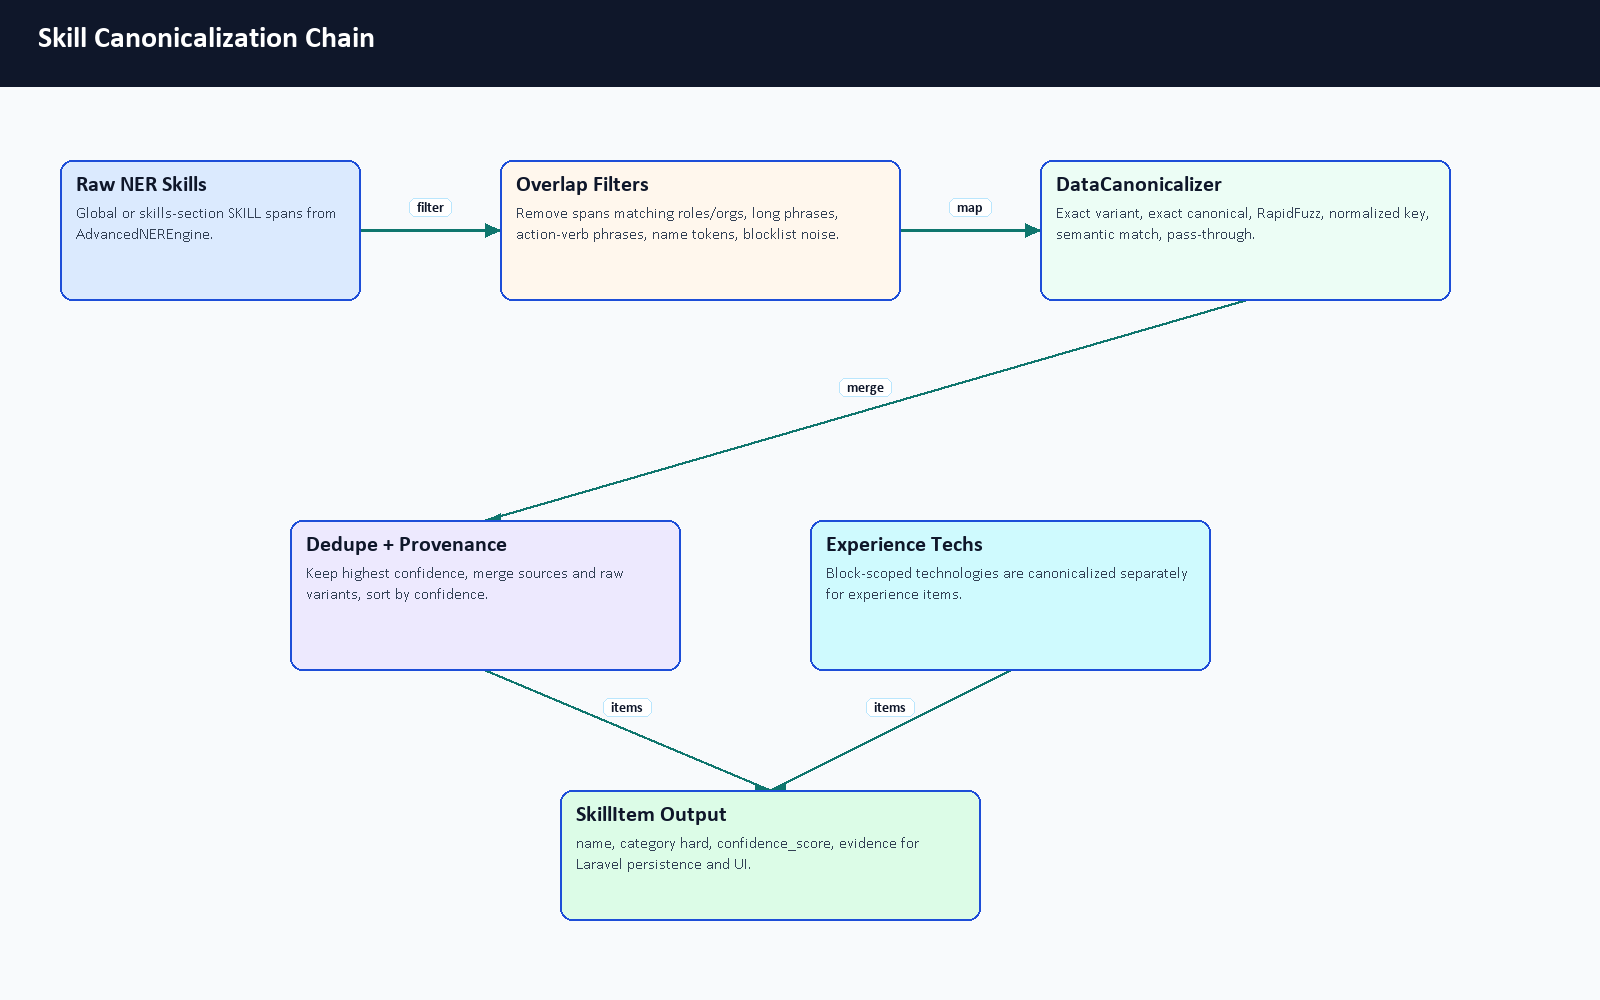 Skill Canonicalization Chain
Raw NER Skills
Global or skills-section SKILL spans from
AdvancedNEREngine.
filter
Overlap Filters
Remove spans matching roles/orgs, long phrases,
action-verb phrases, name tokens, blocklist noise.
map
DataCanonicalizer
Exact variant, exact canonical, RapidFuzz, normalized key,
semantic match, pass-through.
merge
Dedupe + Provenance
Keep highest confidence, merge sources and raw
variants, sort by confidence.
Experience Techs
Block-scoped technologies are canonicalized separately
for experience items.
items
items
SkillItem Output
name, category hard, confidence_score, evidence for
Laravel persistence and UI.